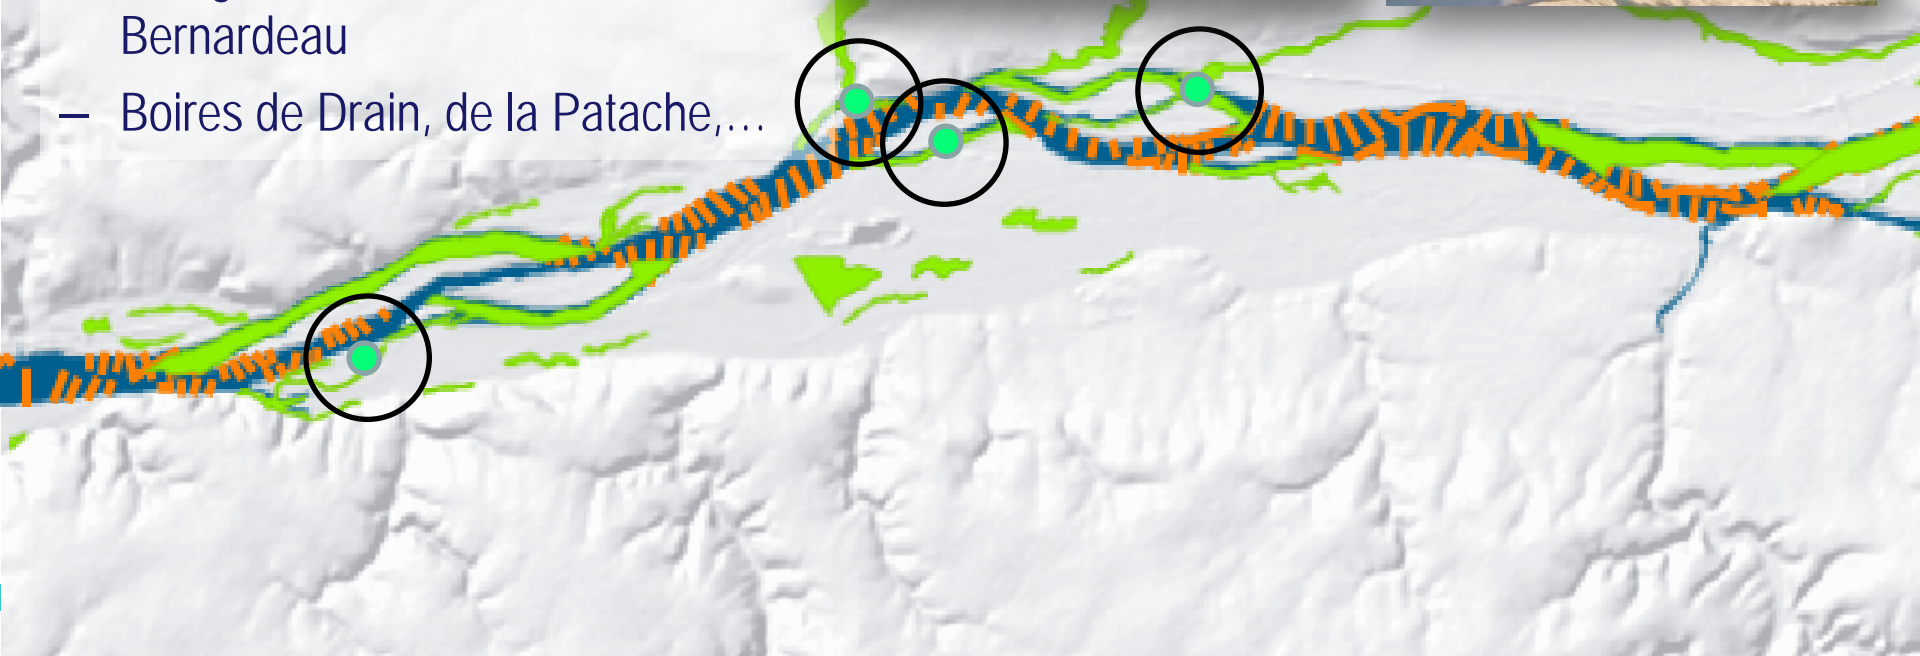 Bernardeau
– Boires de Drain, de la Patache,…